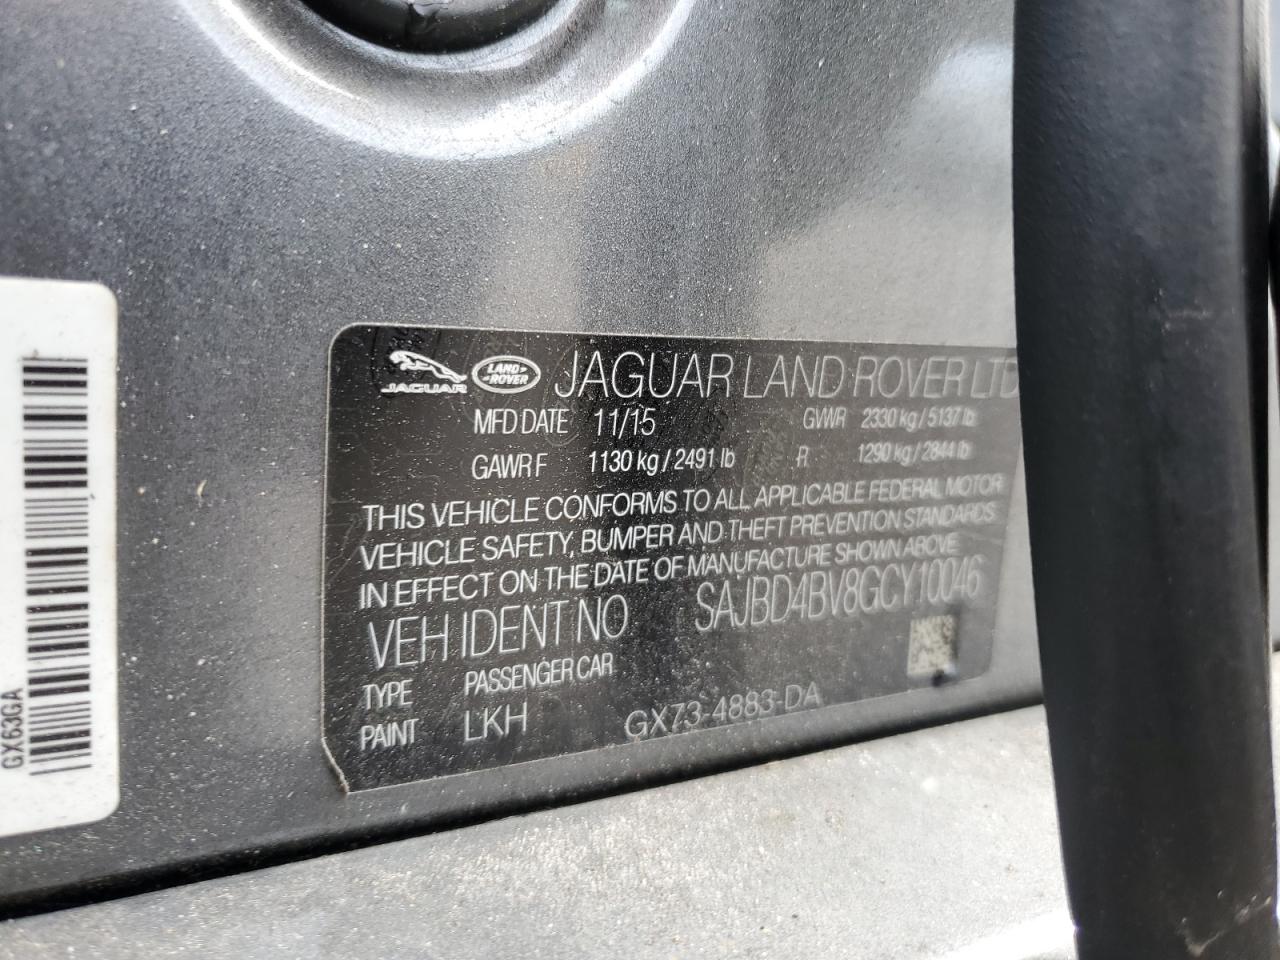 JAGUAR LAND ROVER JAGUAR LAND ROVER LTD
MFD DATE 11/15 GWWR 2330 kg / 5137 lb
GAWR F 1130 kg / 2491 lb R 1290 kg / 2844 lb
THIS VEHICLE CONFORMS TO ALL APPLICABLE FEDERAL MOTOR
VEHICLE SAFETY, BUMPER AND THEFT PREVENTION STANDARDS
IN EFFECT ON THE DATE OF MANUFACTURE SHOWN ABOVE
VEH IDENT NO SAJBD4BV8GCY10046
TYPE PASSENGER CAR
PAINT LKH GX73-4883-DA
GX63GA